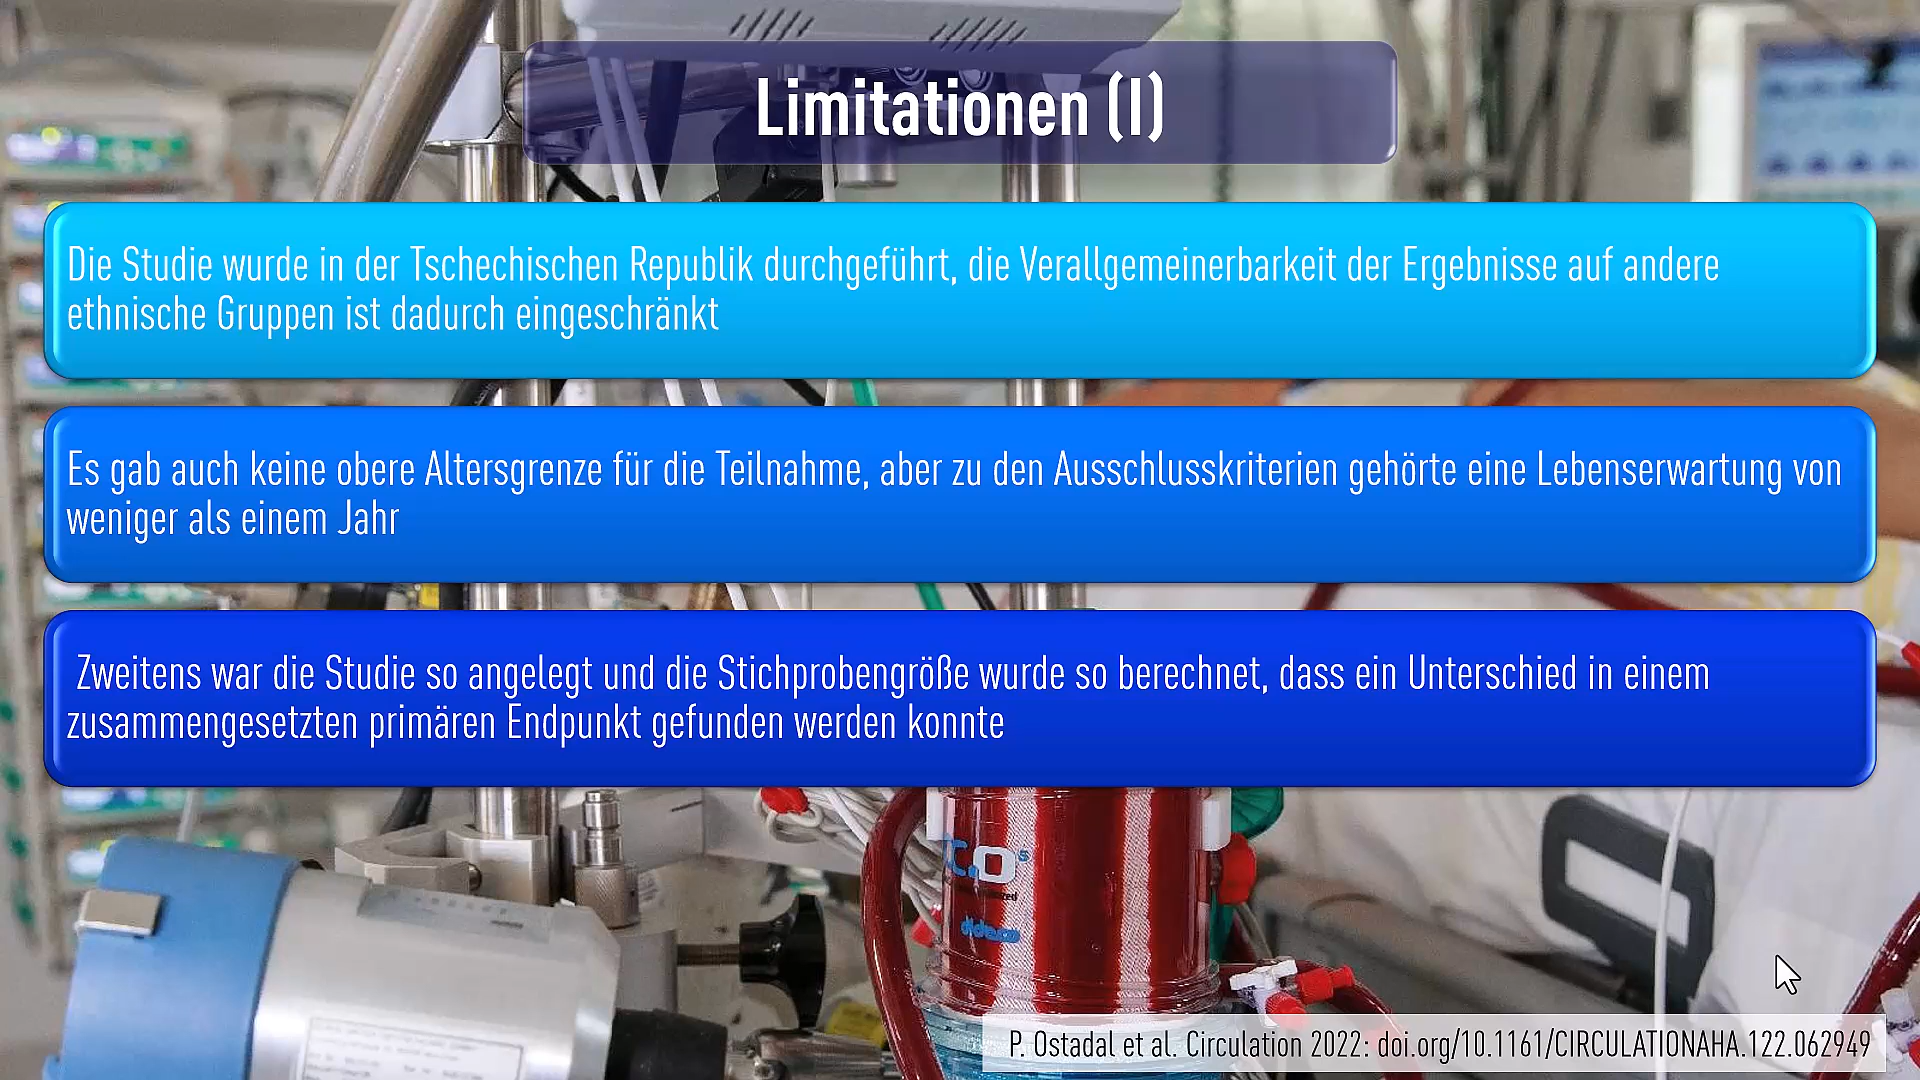 Limitationen (I)
Die Studie wurde in der Tschechischen Republik durchgeführt, die Verallgemeinerbarkeit der Ergebnisse auf andere
ethnische Gruppen ist dadurch eingeschränkt
Es gab auch keine obere Altersgrenze für die Teilnahme, aber zu den Ausschlusskriterien gehörte eine Lebenserwartung von
weniger als einem Jahr
Zweitens war die Studie so angelegt und die Stichprobengröße wurde so berechnet, dass ein Unterschied in einem
zusammengesetzten primären Endpunkt gefunden werden konnte
dideco
P. Ostadal et al. Circulation 2022: doi.org/10.1161/CIRCULATIONAHA.122.062949